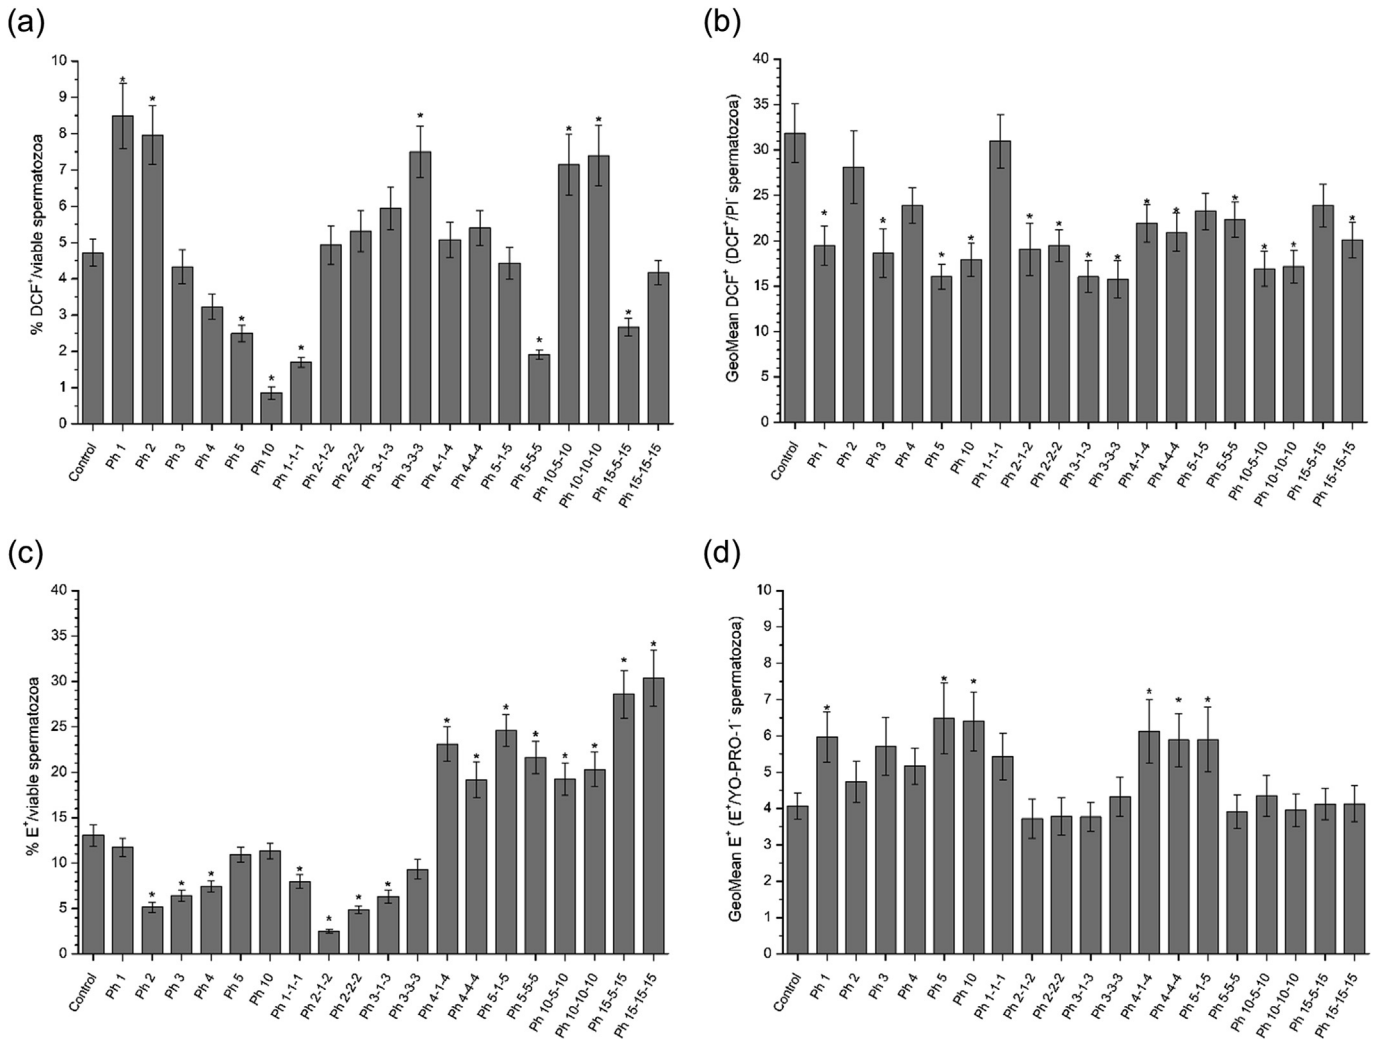 (a)
% DCF⁺/viable spermatozoa
10
9
8
7
6
5
4
3
2
1
0
* * * * * * * * * *
Control Ph 1 Ph 2 Ph 3 Ph 4 Ph 5 Ph 10 Ph 1-1-1 Ph 2-1-2 Ph 2-2-2 Ph 3-1-3 Ph 3-3-3 Ph 4-1-4 Ph 4-4-4 Ph 5-1-5 Ph 5-5-5 Ph 10-5-10 Ph 10-10-10 Ph 15-5-15 Ph 15-15-15
(b)
GeoMean DCF⁺ (DCF⁺/PI⁻ spermatozoa)
40
35
30
25
20
15
10
5
0
* * * * * * * * * * * * * *
Control Ph 1 Ph 2 Ph 3 Ph 4 Ph 5 Ph 10 Ph 1-1-1 Ph 2-1-2 Ph 2-2-2 Ph 3-1-3 Ph 3-3-3 Ph 4-1-4 Ph 4-4-4 Ph 5-1-5 Ph 5-5-5 Ph 10-5-10 Ph 10-10-10 Ph 15-5-15 Ph 15-15-15
(c)
% E⁺/viable spermatozoa
40
35
30
25
20
15
10
5
0
* * * * * * * * * * * * * * *
Control Ph 1 Ph 2 Ph 3 Ph 4 Ph 5 Ph 10 Ph 1-1-1 Ph 2-1-2 Ph 2-2-2 Ph 3-1-3 Ph 3-3-3 Ph 4-1-4 Ph 4-4-4 Ph 5-1-5 Ph 5-5-5 Ph 10-5-10 Ph 10-10-10 Ph 15-5-15 Ph 15-15-15
(d)
GeoMean E⁺ (E⁺/YO-PRO-1⁻ spermatozoa)
10
9
8
7
6
5
4
3
2
1
0
* * * * * *
Control Ph 1 Ph 2 Ph 3 Ph 4 Ph 5 Ph 10 Ph 1-1-1 Ph 2-1-2 Ph 2-2-2 Ph 3-1-3 Ph 3-3-3 Ph 4-1-4 Ph 4-4-4 Ph 5-1-5 Ph 5-5-5 Ph 10-5-10 Ph 10-10-10 Ph 15-5-15 Ph 15-15-15